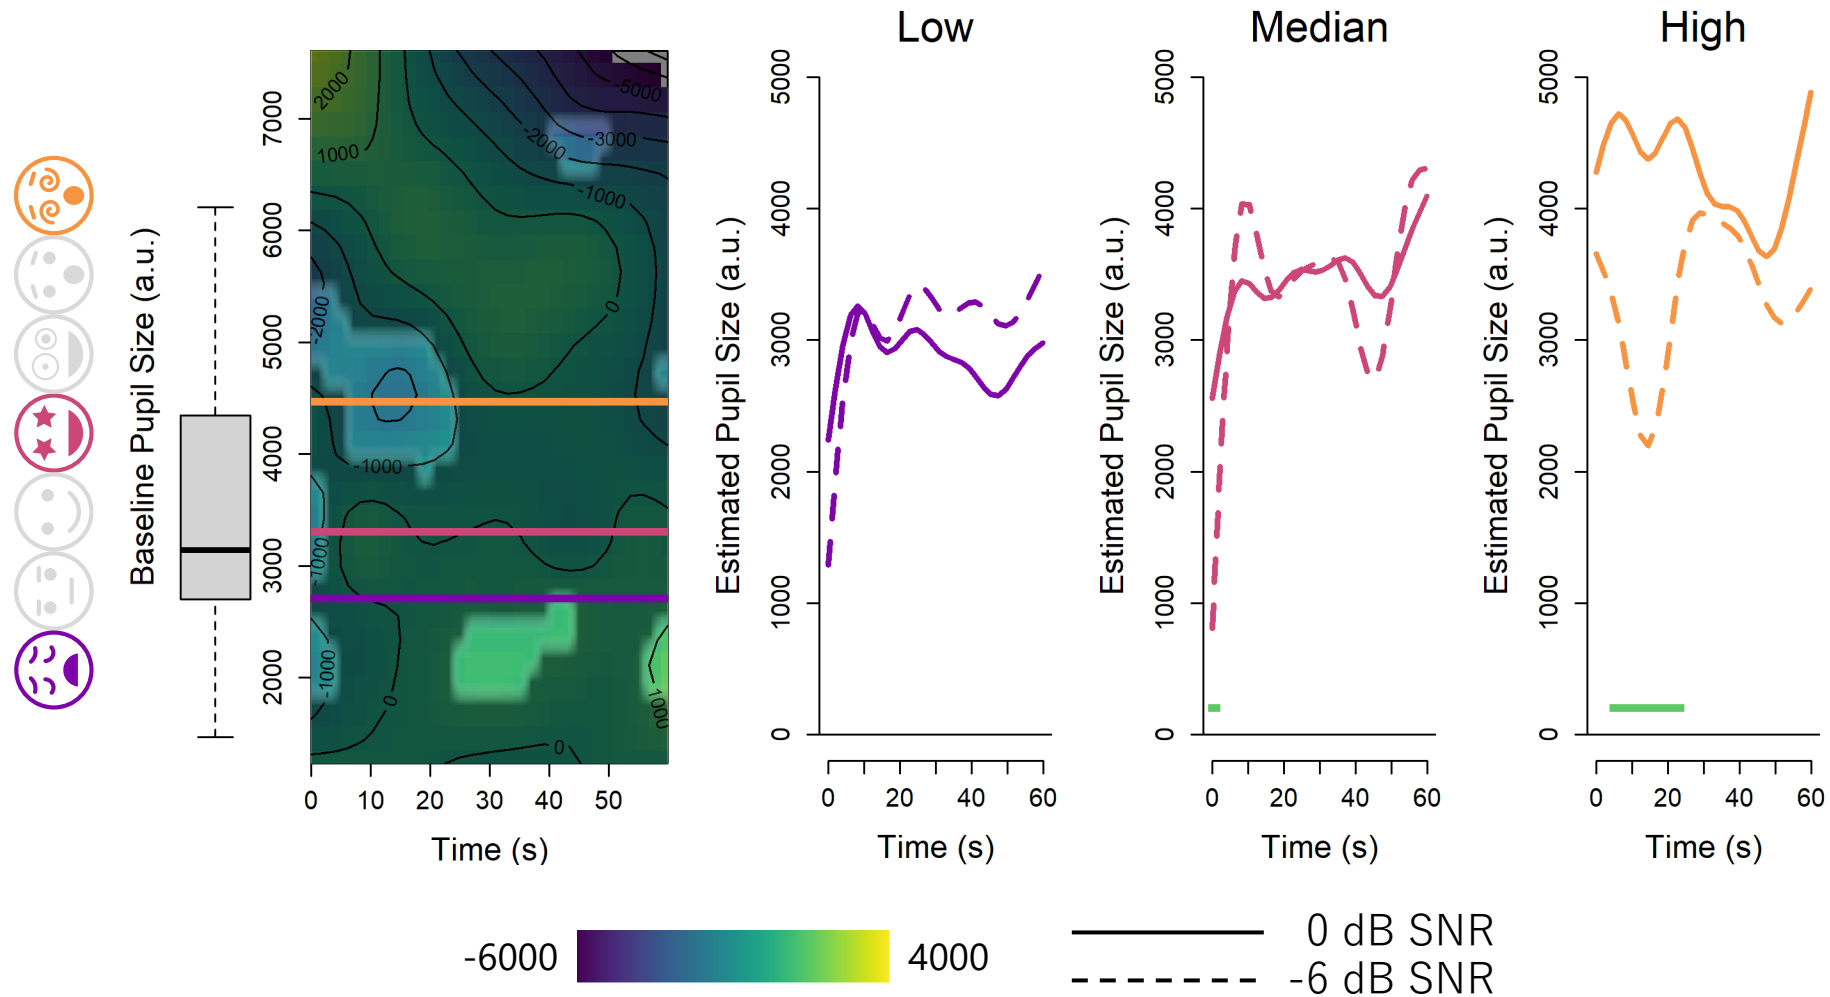 Low Median High
Baseline Pupil Size (a.u.)
2000 3000 4000 5000 6000 7000
2000
1000
-5000
-3000
-2000
-1000
-2000
0
-1000
-1000
-1000
0
1000
0
0 10 20 30 40 50
Time (s)
Estimated Pupil Size (a.u.)
0 1000 2000 3000 4000 5000
0 20 40 60
Time (s)
Estimated Pupil Size (a.u.)
0 1000 2000 3000 4000 5000
0 20 40 60
Time (s)
Estimated Pupil Size (a.u.)
0 1000 2000 3000 4000 5000
0 20 40 60
Time (s)
-6000 4000
0 dB SNR
-6 dB SNR